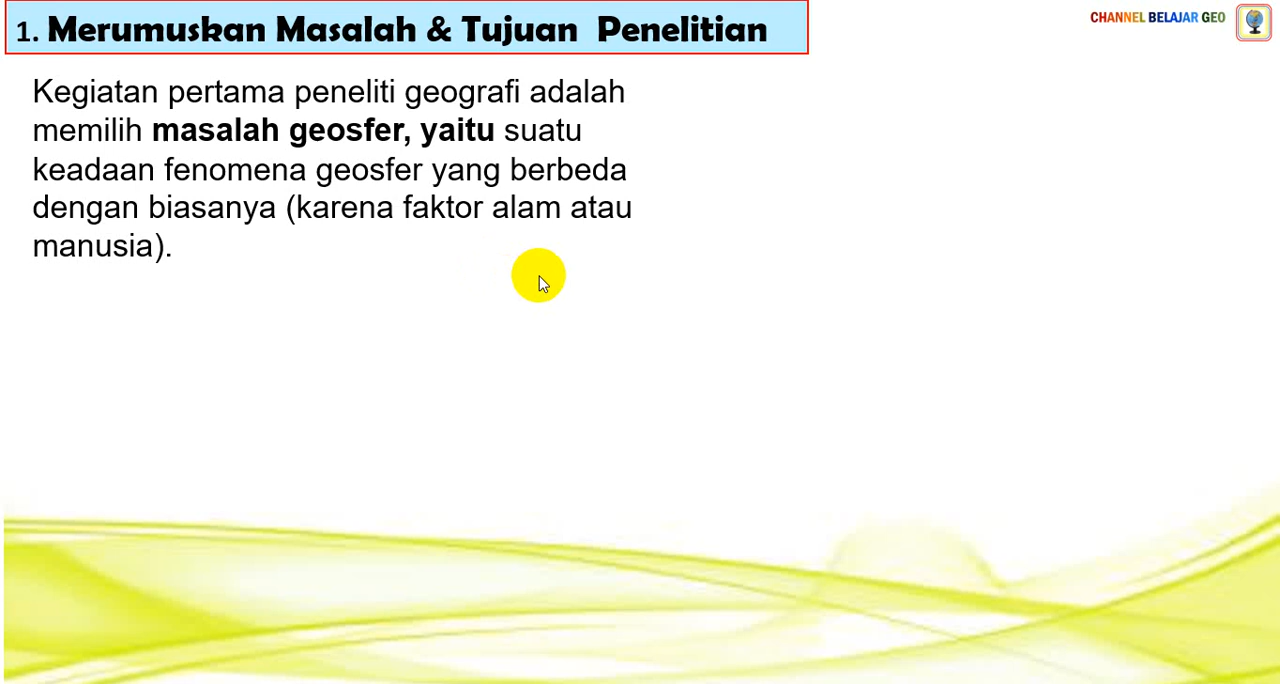 1. Merumuskan Masalah & Tujuan Penelitian
CHANNEL BELAJAR GEO
Kegiatan pertama peneliti geografi adalah
memilih masalah geosfer, yaitu suatu
keadaan fenomena geosfer yang berbeda
dengan biasanya (karena faktor alam atau
manusia).